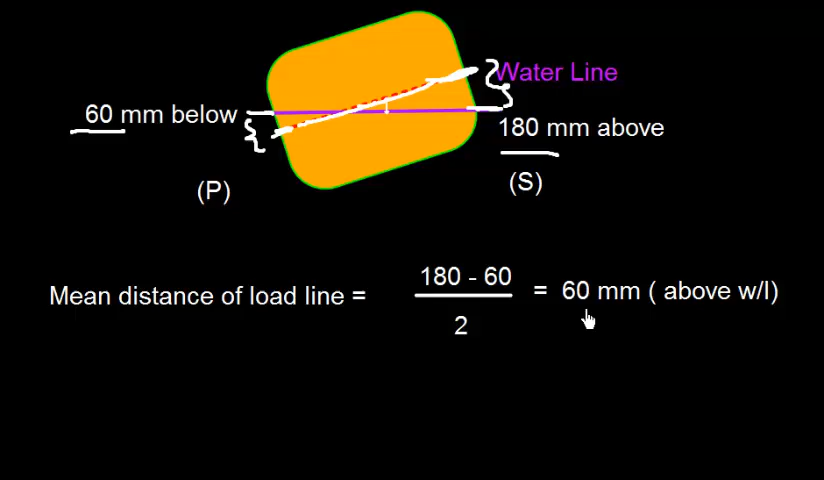 Water Line
60 mm below
180 mm above
(P)
(S)
Mean distance of load line = 180 - 60 / 2 = 60 mm ( above w/l)